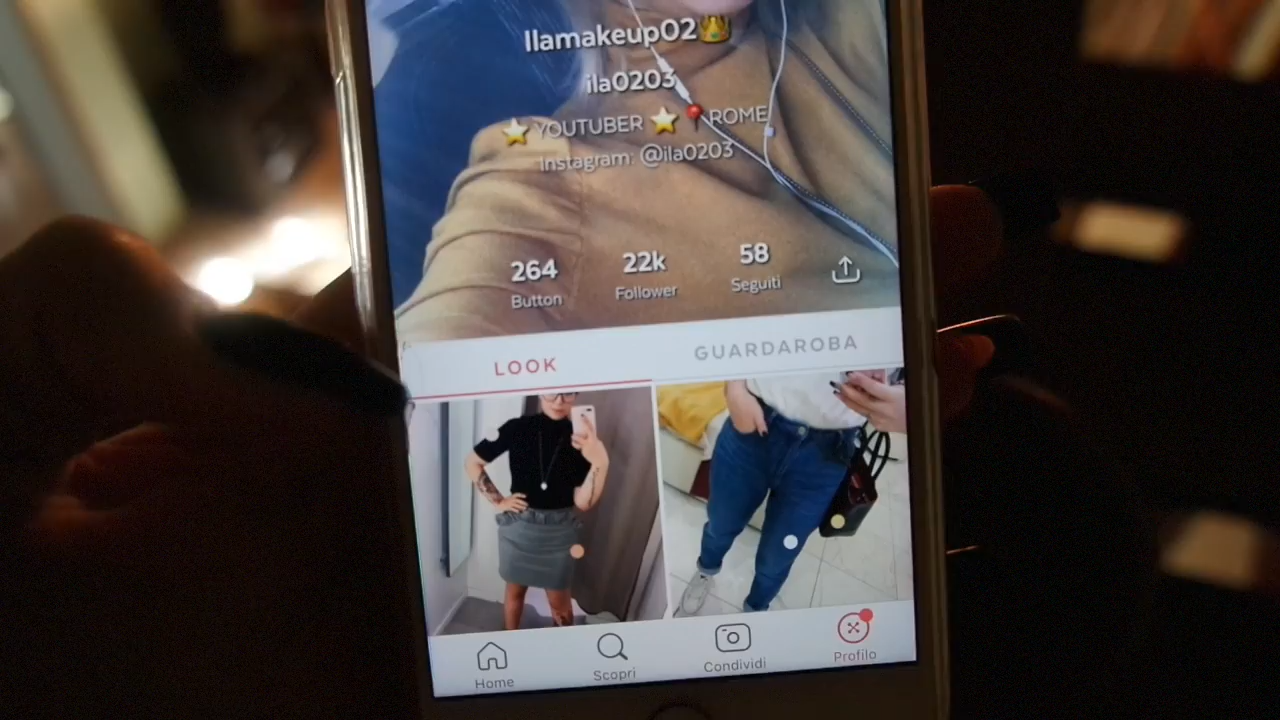 llamakeup02👑
ila0203
⭐ YOUTUBER ⭐ 📍ROME
Instagram: @ila0203
264 22k 58
Button Follower Seguiti
LOOK GUARDAROBA
Home Scopri Condividi Profilo